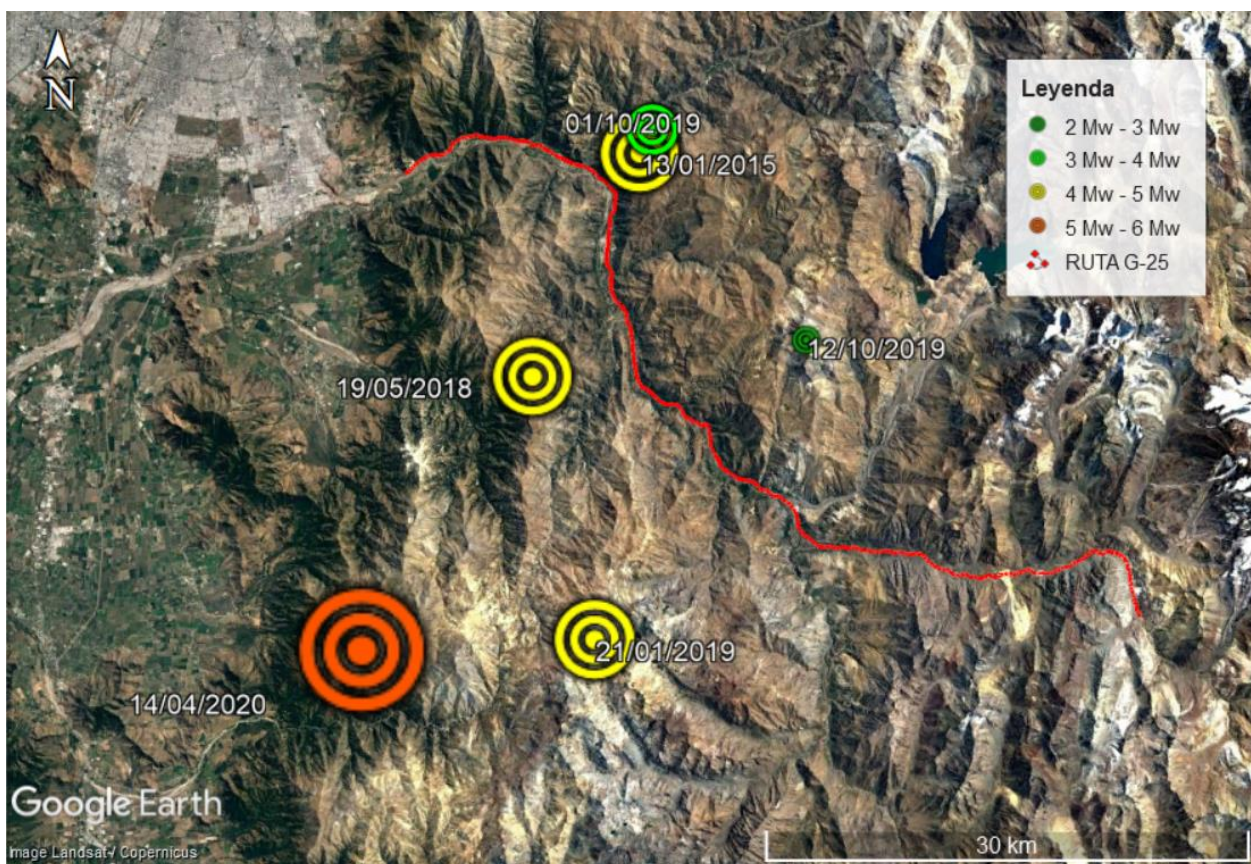 N
Leyenda
2 Mw - 3 Mw
3 Mw - 4 Mw
4 Mw - 5 Mw
5 Mw - 6 Mw
RUTA G-25
01/10/2019
13/01/2015
12/10/2019
19/05/2018
21/01/2019
14/04/2020
Google Earth
mage Landsat / Copernicus
30 km